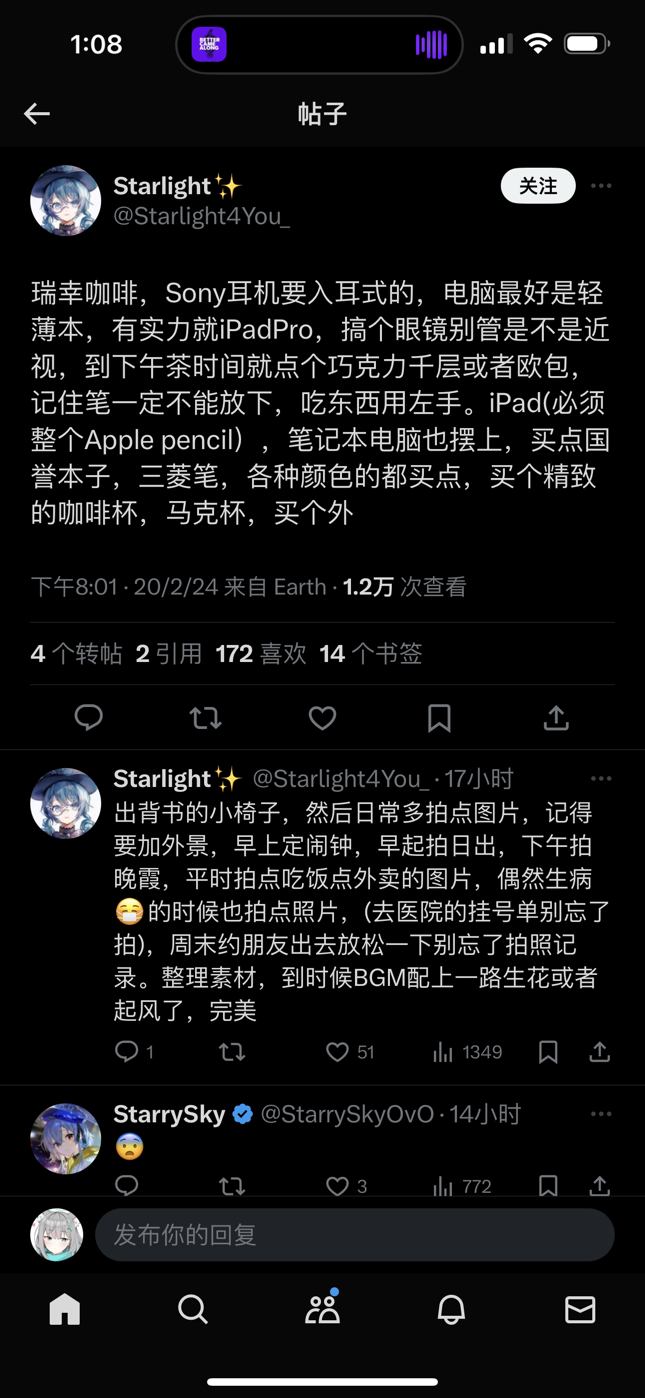 1:08
BETTER
CAME
ALONG
帖子
Starlight✨
@Starlight4You_
关注
瑞幸咖啡，Sony耳机要入耳式的，电脑最好是轻
薄本，有实力就iPadPro，搞个眼镜别管是不是近
视，到下午茶时间就点个巧克力千层或者欧包，
记住笔一定不能放下，吃东西用左手。iPad(必须
整个Apple pencil），笔记本电脑也摆上，买点国
誉本子，三菱笔，各种颜色的都买点，买个精致
的咖啡杯，马克杯，买个外
下午8:01 · 20/2/24 来自 Earth · 1.2万 次查看
4 个转帖 2 引用 172 喜欢 14 个书签
Starlight✨ @Starlight4You_ · 17小时
出背书的小椅子，然后日常多拍点图片，记得
要加外景，早上定闹钟，早起拍日出，下午拍
晚霞，平时拍点吃饭点外卖的图片，偶然生病
😷的时候也拍点照片，(去医院的挂号单别忘了
拍)，周末约朋友出去放松一下别忘了拍照记
录。整理素材，到时候BGM配上一路生花或者
起风了，完美
1 51 1349
StarrySky @StarrySkyOvO · 14小时
😨
3 772
发布你的回复